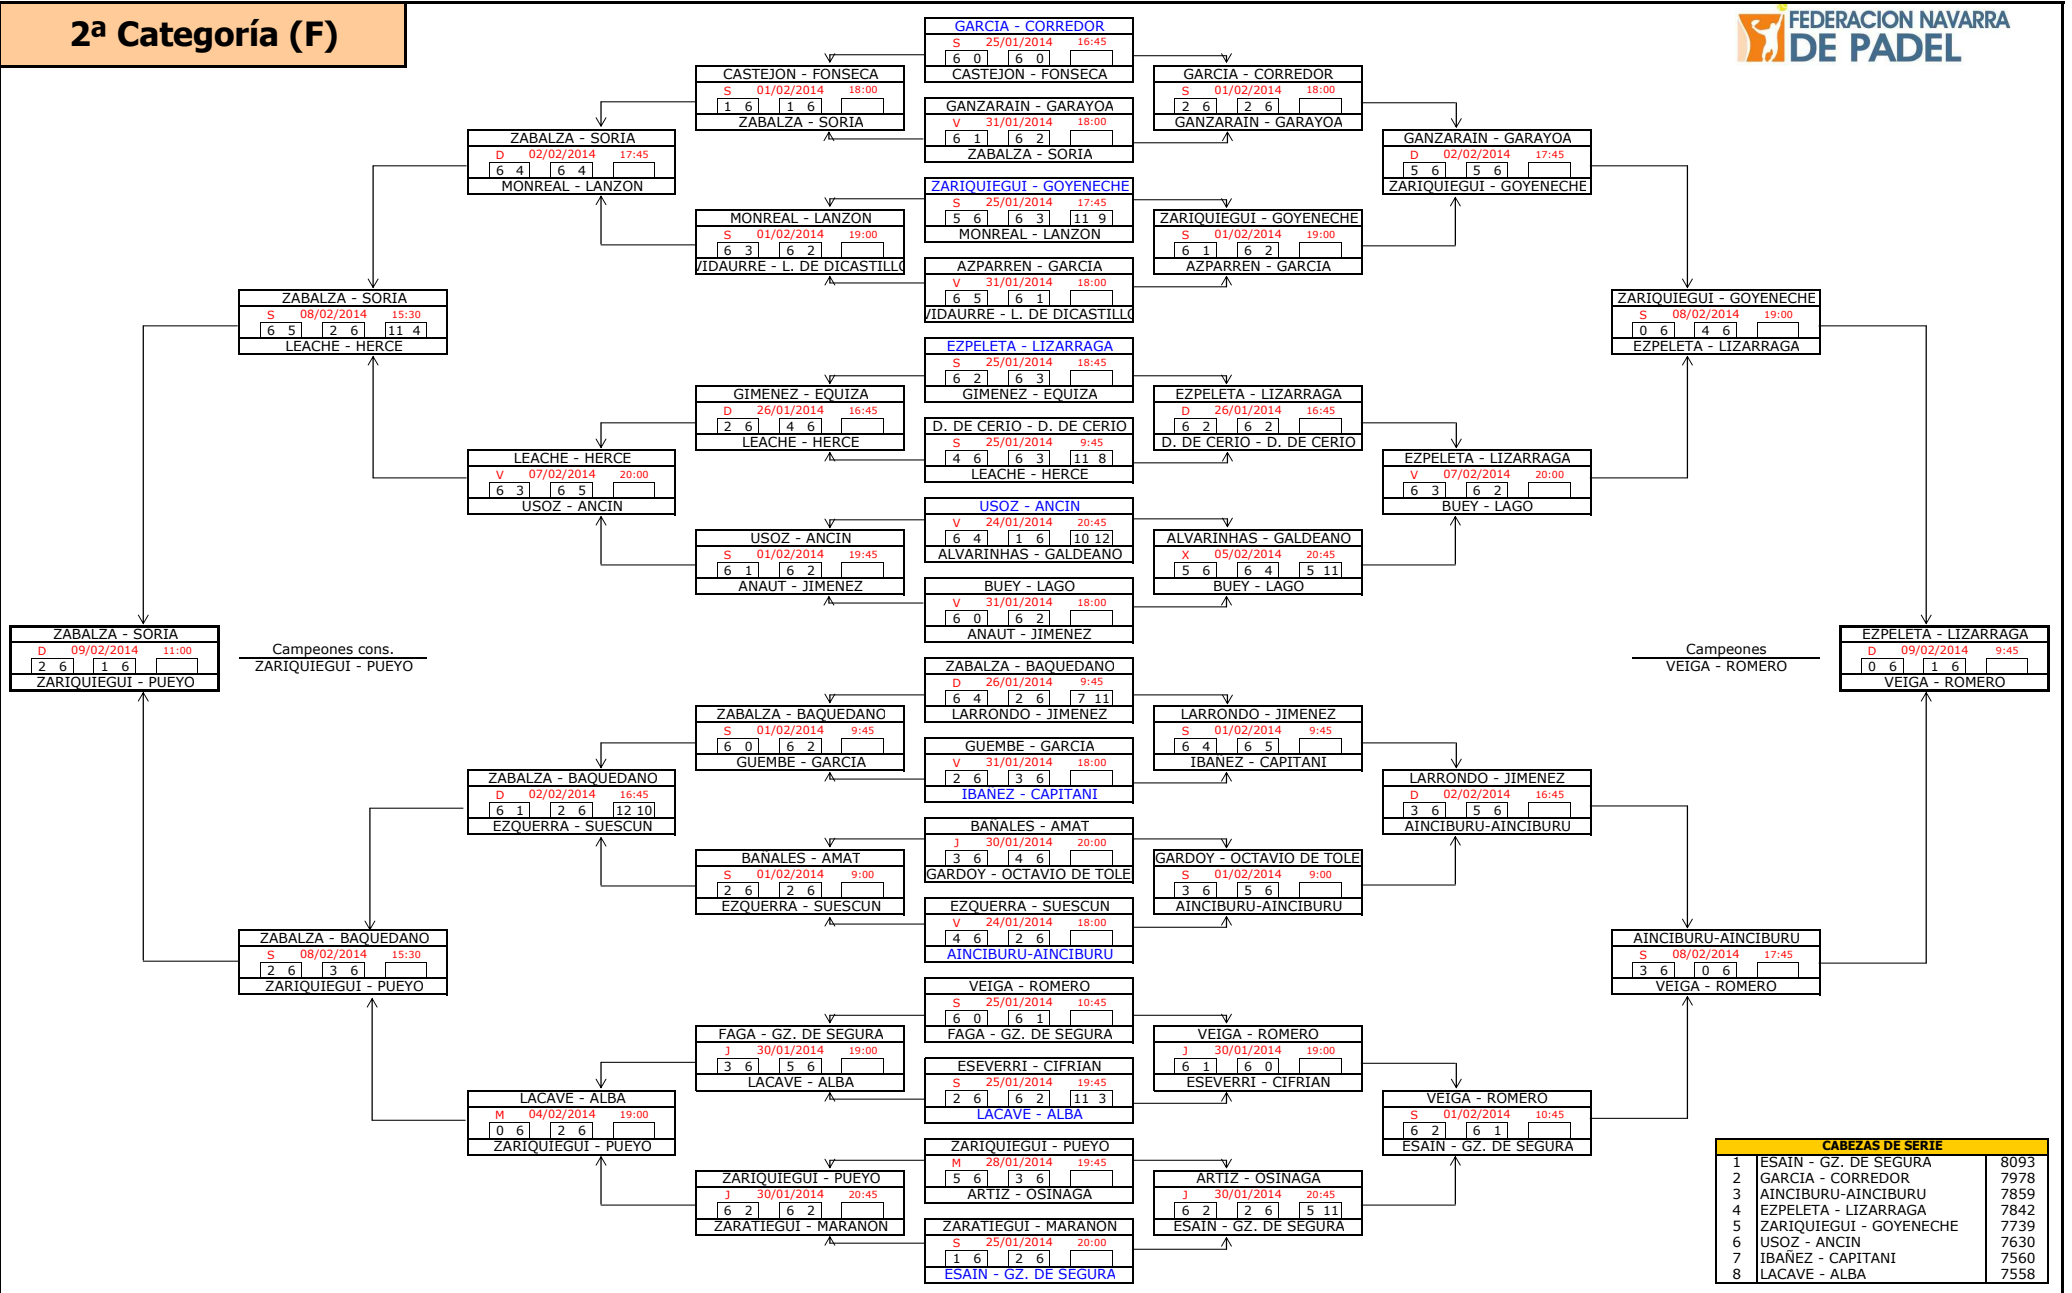 2ª Categoría (F)
FEDERACION NAVARRA
DE PADEL
ZABALZA - SORIA
D 09/02/2014 11:00
2 6 1 6
ZARIQUIEGUI - PUEYO
Campeones cons.
ZARIQUIEGUI - PUEYO
ZABALZA - SORIA
S 08/02/2014 15:30
6 5 2 6 11 4
LEACHE - HERCE
ZABALZA - BAQUEDANO
S 08/02/2014 15:30
2 6 3 6
ZARIQUIEGUI - PUEYO
ZABALZA - SORIA
D 02/02/2014 17:45
6 4 6 4
MONREAL - LANZON
LEACHE - HERCE
V 07/02/2014 20:00
6 3 6 5
USOZ - ANCIN
ZABALZA - BAQUEDANO
D 02/02/2014 16:45
6 1 2 6 12 10
EZQUERRA - SUESCUN
LACAVE - ALBA
M 04/02/2014 19:00
0 6 2 6
ZARIQUIEGUI - PUEYO
CASTEJON - FONSECA
S 01/02/2014 18:00
1 6 1 6
ZABALZA - SORIA
MONREAL - LANZON
S 01/02/2014 19:00
6 3 6 2
VIDAURRE - L. DE DICASTILLO
GIMENEZ - EQUIZA
D 26/01/2014 16:45
2 6 4 6
LEACHE - HERCE
USOZ - ANCIN
S 01/02/2014 19:45
6 1 6 2
ANAUT - JIMENEZ
ZABALZA - BAQUEDANO
S 01/02/2014 9:45
6 0 6 2
GUEMBE - GARCIA
BAÑALES - AMAT
S 01/02/2014 9:00
2 6 2 6
EZQUERRA - SUESCUN
FAGA - GZ. DE SEGURA
J 30/01/2014 19:00
3 6 5 6
LACAVE - ALBA
ZARIQUIEGUI - PUEYO
J 30/01/2014 20:45
6 2 6 2
ZARATIEGUI - MARAÑON
GARCIA - CORREDOR
S 25/01/2014 16:45
6 0 6 0
CASTEJON - FONSECA
GANZARAIN - GARAYOA
V 31/01/2014 18:00
6 1 6 2
ZABALZA - SORIA
ZARIQUIEGUI - GOYENECHE
S 25/01/2014 17:45
5 6 6 3 11 9
MONREAL - LANZON
AZPARREN - GARCIA
V 31/01/2014 18:00
6 5 6 1
VIDAURRE - L. DE DICASTILLO
EZPELETA - LIZARRAGA
S 25/01/2014 18:45
6 2 6 3
GIMENEZ - EQUIZA
D. DE CERIO - D. DE CERIO
S 25/01/2014 9:45
4 6 6 3 11 8
LEACHE - HERCE
USOZ - ANCIN
V 24/01/2014 20:45
6 4 1 6 10 12
ALVARINHAS - GALDEANO
BUEY - LAGO
V 31/01/2014 18:00
6 0 6 2
ANAUT - JIMENEZ
ZABALZA - BAQUEDANO
D 26/01/2014 9:45
6 4 2 6 7 11
LARRONDO - JIMENEZ
GUEMBE - GARCIA
V 31/01/2014 18:00
2 6 3 6
IBAÑEZ - CAPITANI
BAÑALES - AMAT
J 30/01/2014 20:00
3 6 4 6
GARDOY - OCTAVIO DE TOLE
EZQUERRA - SUESCUN
V 24/01/2014 18:00
4 6 2 6
AINCIBURU-AINCIBURU
VEIGA - ROMERO
S 25/01/2014 10:45
6 0 6 1
FAGA - GZ. DE SEGURA
ESEVERRI - CIFRIAN
S 25/01/2014 19:45
2 6 6 2 11 3
LACAVE - ALBA
ZARIQUIEGUI - PUEYO
M 28/01/2014 19:45
5 6 3 6
ARTIZ - OSINAGA
ZARATIEGUI - MARAÑON
S 25/01/2014 20:00
1 6 2 6
ESAIN - GZ. DE SEGURA
GARCIA - CORREDOR
S 01/02/2014 18:00
2 6 2 6
GANZARAIN - GARAYOA
ZARIQUIEGUI - GOYENECHE
S 01/02/2014 19:00
6 1 6 2
AZPARREN - GARCIA
EZPELETA - LIZARRAGA
D 26/01/2014 16:45
6 2 6 2
D. DE CERIO - D. DE CERIO
ALVARINHAS - GALDEANO
X 05/02/2014 20:45
5 6 6 4 5 11
BUEY - LAGO
LARRONDO - JIMENEZ
S 01/02/2014 9:45
6 4 6 5
IBAÑEZ - CAPITANI
GARDOY - OCTAVIO DE TOLE
S 01/02/2014 9:00
3 6 5 6
AINCIBURU-AINCIBURU
VEIGA - ROMERO
J 30/01/2014 19:00
6 1 6 0
ESEVERRI - CIFRIAN
ARTIZ - OSINAGA
J 30/01/2014 20:45
6 2 2 6 5 11
ESAIN - GZ. DE SEGURA
GANZARAIN - GARAYOA
D 02/02/2014 17:45
5 6 5 6
ZARIQUIEGUI - GOYENECHE
EZPELETA - LIZARRAGA
V 07/02/2014 20:00
6 3 6 2
BUEY - LAGO
LARRONDO - JIMENEZ
D 02/02/2014 16:45
3 6 5 6
AINCIBURU-AINCIBURU
VEIGA - ROMERO
S 01/02/2014 10:45
6 2 6 1
ESAIN - GZ. DE SEGURA
ZARIQUIEGUI - GOYENECHE
S 08/02/2014 19:00
0 6 4 6
EZPELETA - LIZARRAGA
AINCIBURU-AINCIBURU
S 08/02/2014 17:45
3 6 0 6
VEIGA - ROMERO
Campeones
VEIGA - ROMERO
EZPELETA - LIZARRAGA
D 09/02/2014 9:45
0 6 1 6
VEIGA - ROMERO
CABEZAS DE SERIE
1 ESAIN - GZ. DE SEGURA 8093
2 GARCIA - CORREDOR 7978
3 AINCIBURU-AINCIBURU 7859
4 EZPELETA - LIZARRAGA 7842
5 ZARIQUIEGUI - GOYENECHE 7739
6 USOZ - ANCIN 7630
7 IBAÑEZ - CAPITANI 7560
8 LACAVE - ALBA 7558